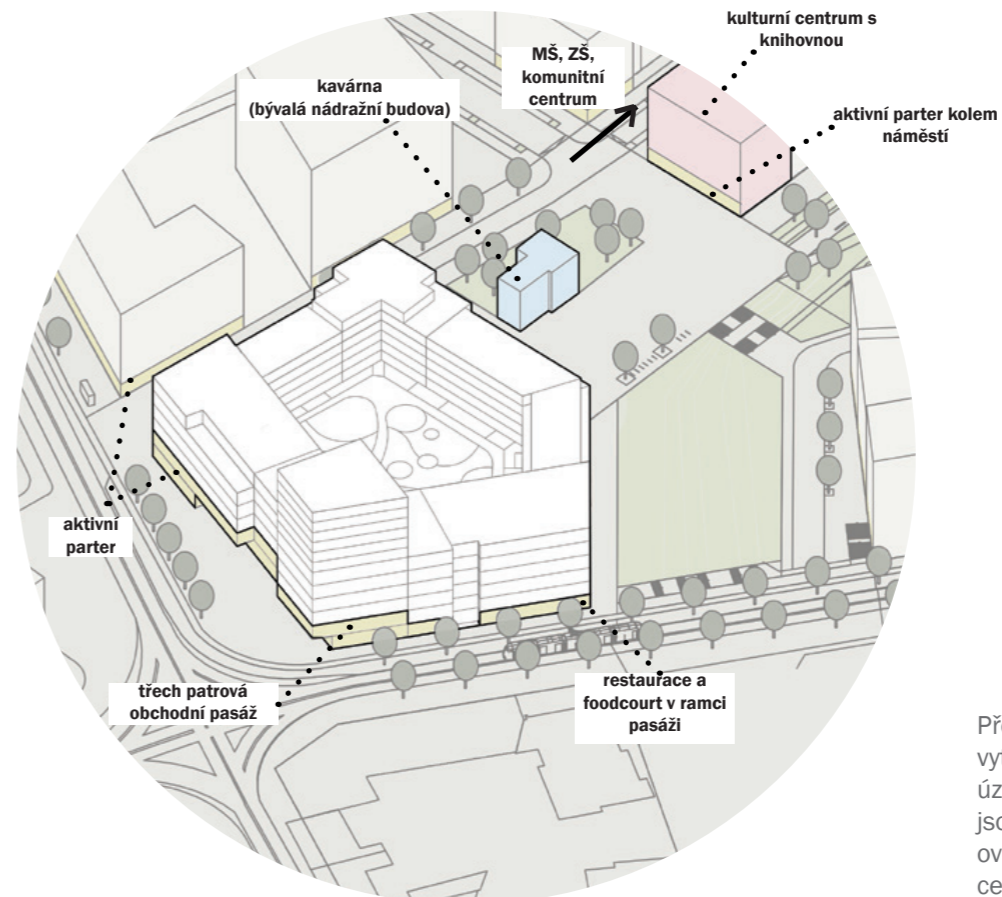 kulturní centrum s
knihovnou
MŠ, ZŠ,
komunitní
centrum
kavárna
(bývalá nádražní budova)
aktivní parter kolem
náměstí
aktivní
parter
třech patrová
obchodní pasáž
restaurace a
foodcourt v ramci
pasáži